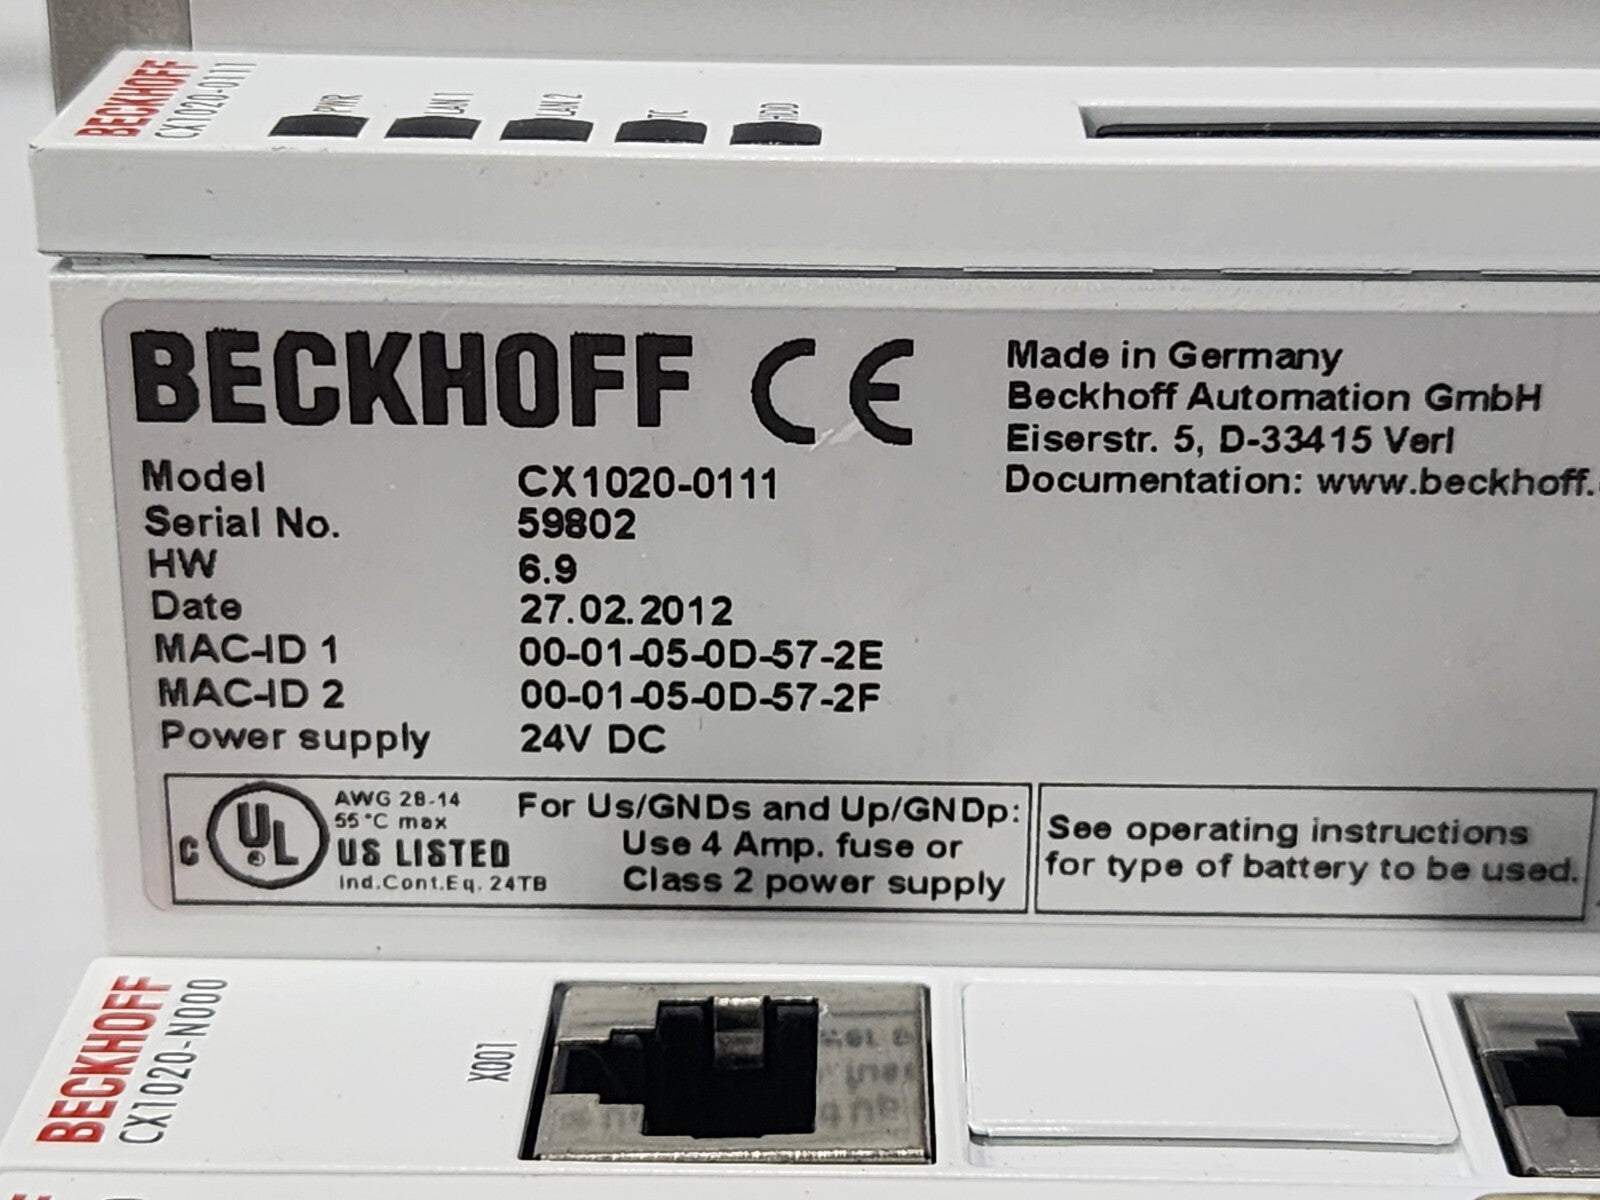 BECKHOFF
CX1020-0111
PWR
LAN 1
LAN 2
TC
HDD
BECKHOFF CE
Made in Germany
Beckhoff Automation GmbH
Eiserstr. 5, D-33415 Verl
Documentation: www.beckhoff.
Model CX1020-0111
Serial No. 59802
HW 6.9
Date 27.02.2012
MAC-ID 1 00-01-05-0D-57-2E
MAC-ID 2 00-01-05-0D-57-2F
Power supply 24V DC
C UL US LISTED
AWG 28-14
55°C max
Ind.Cont.Eq. 24TB
For Us/GNDs and Up/GNDp:
Use 4 Amp. fuse or
Class 2 power supply
See operating instructions
for type of battery to be used.
BECKHOFF
CX1020-N000
X001